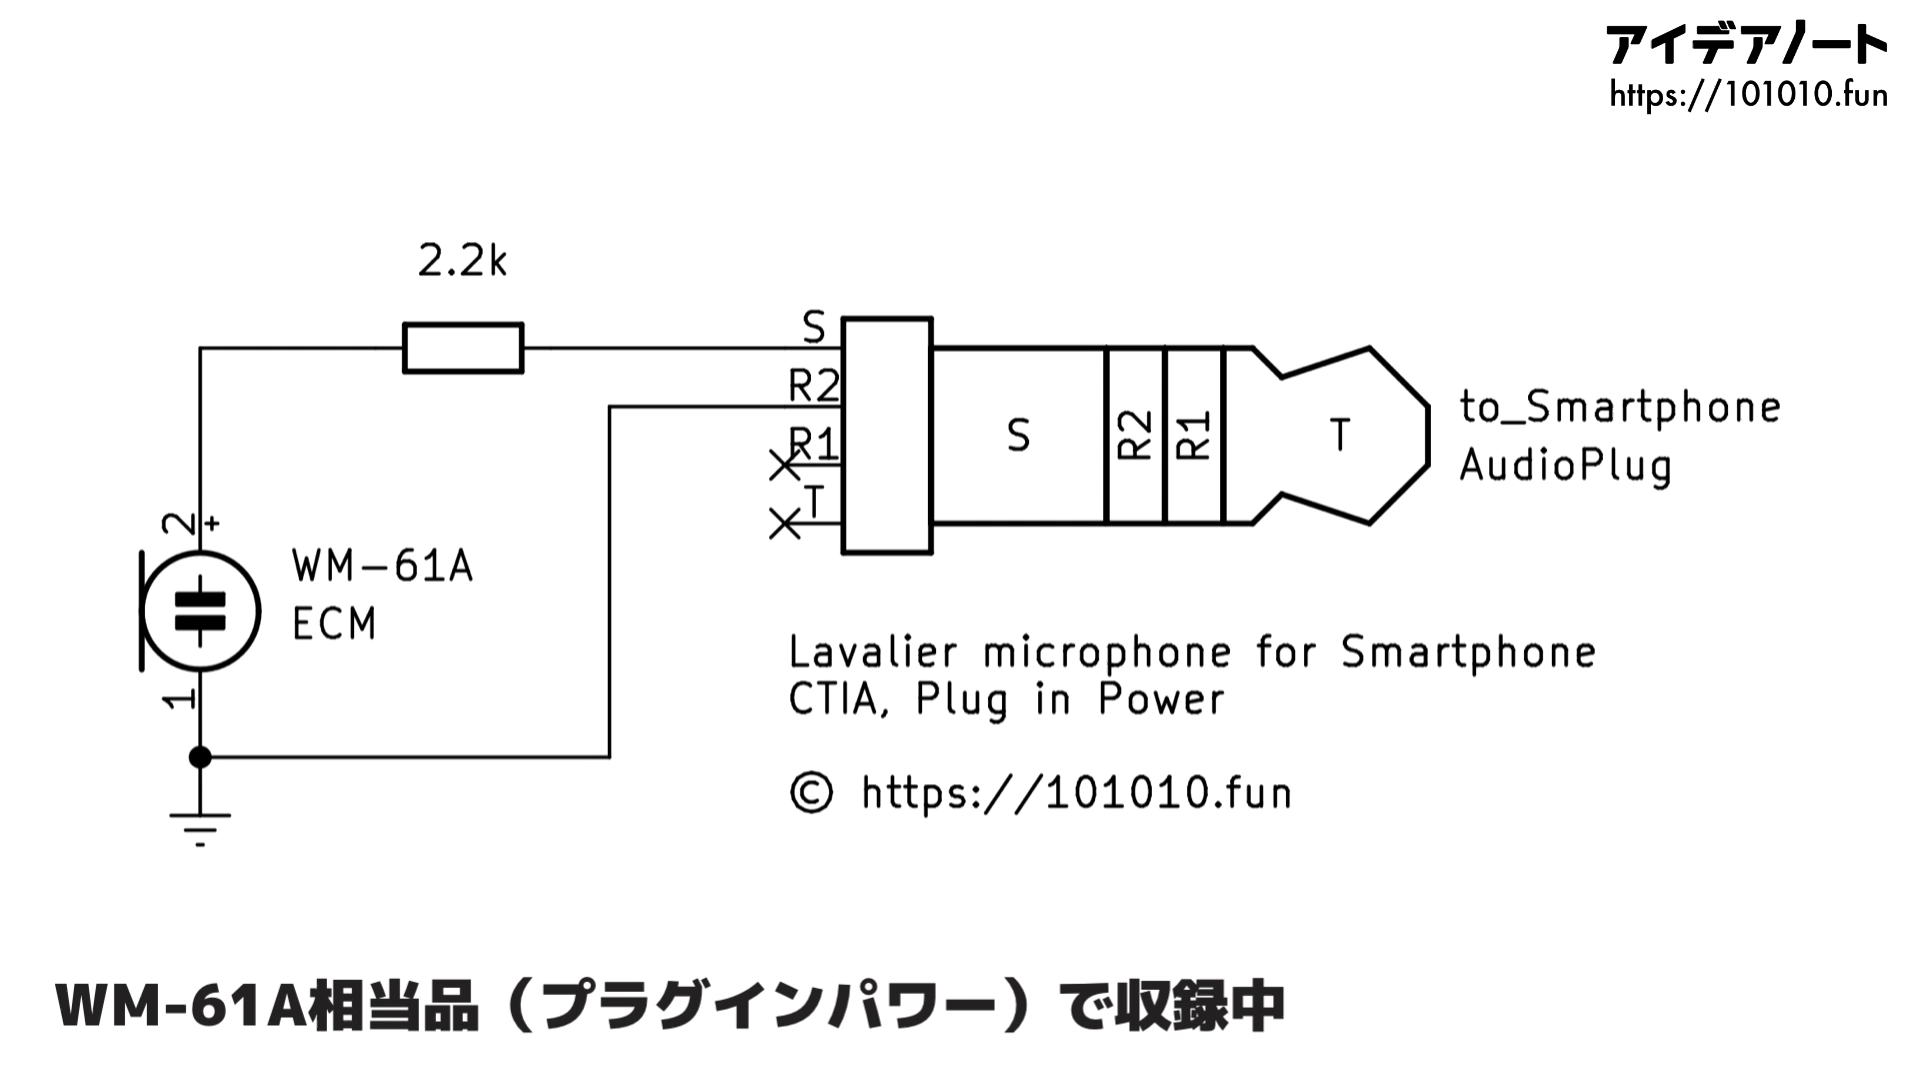 アイデアノート
https://101010.fun
2.2k
S
R2
R1
T
S
R2
R1
T
to_Smartphone
AudioPlug
2
+
WM-61A
ECM
1
Lavalier microphone for Smartphone
CTIA, Plug in Power
© https://101010.fun
WM-61A相当品（プラグインパワー）で収録中